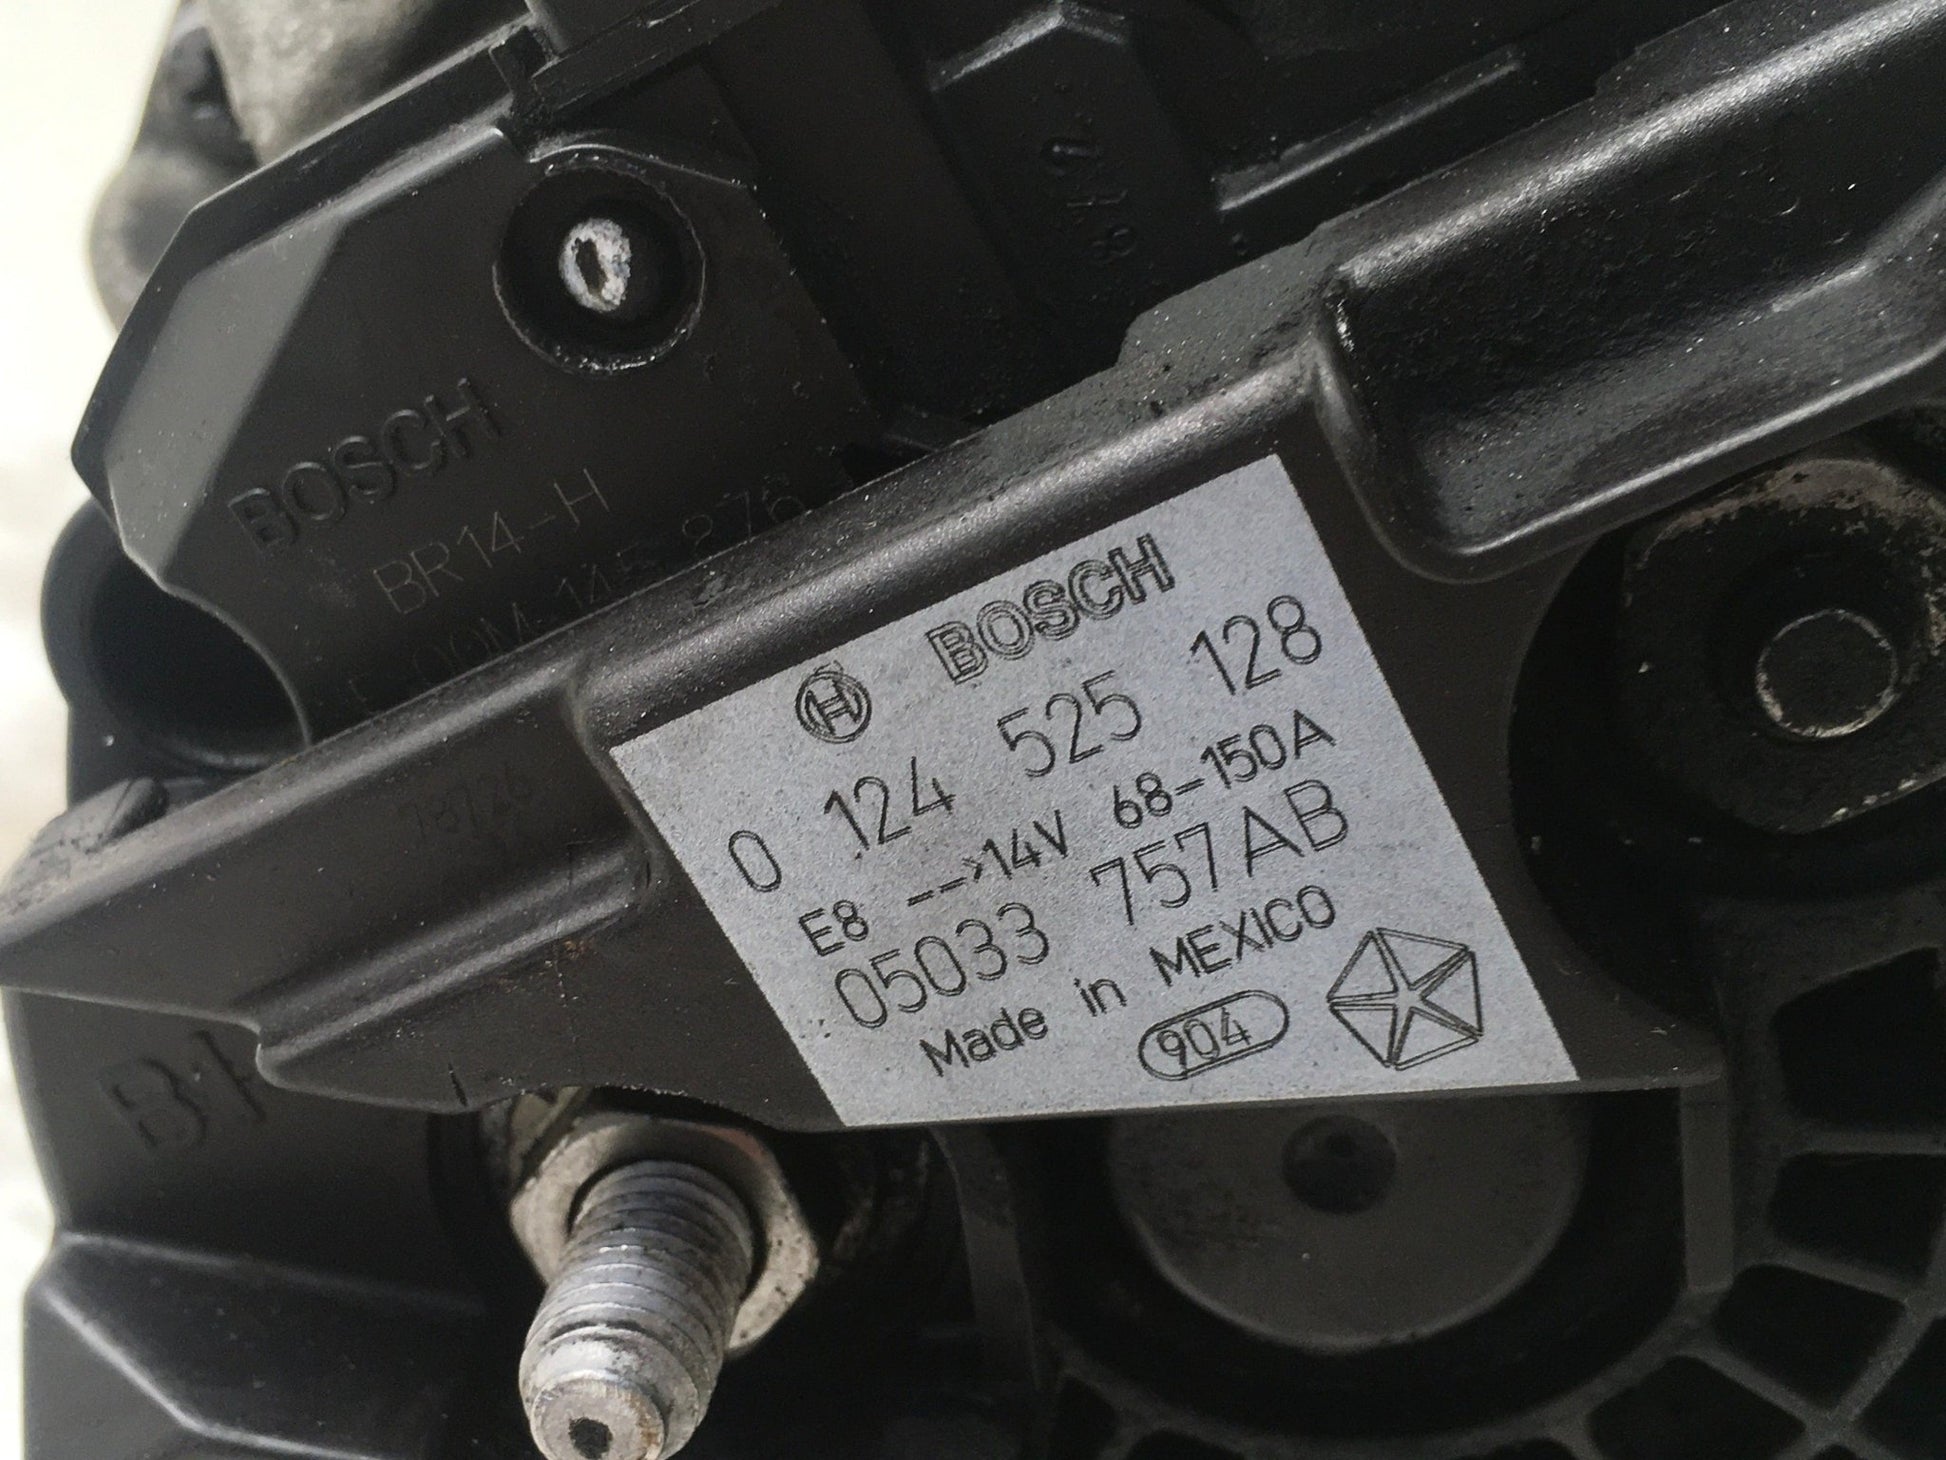 BOSCH
BR14-H
BOSCH
0 124 525 128
E8 -->14V 68-150A
05033 757AB
Made in MEXICO
904